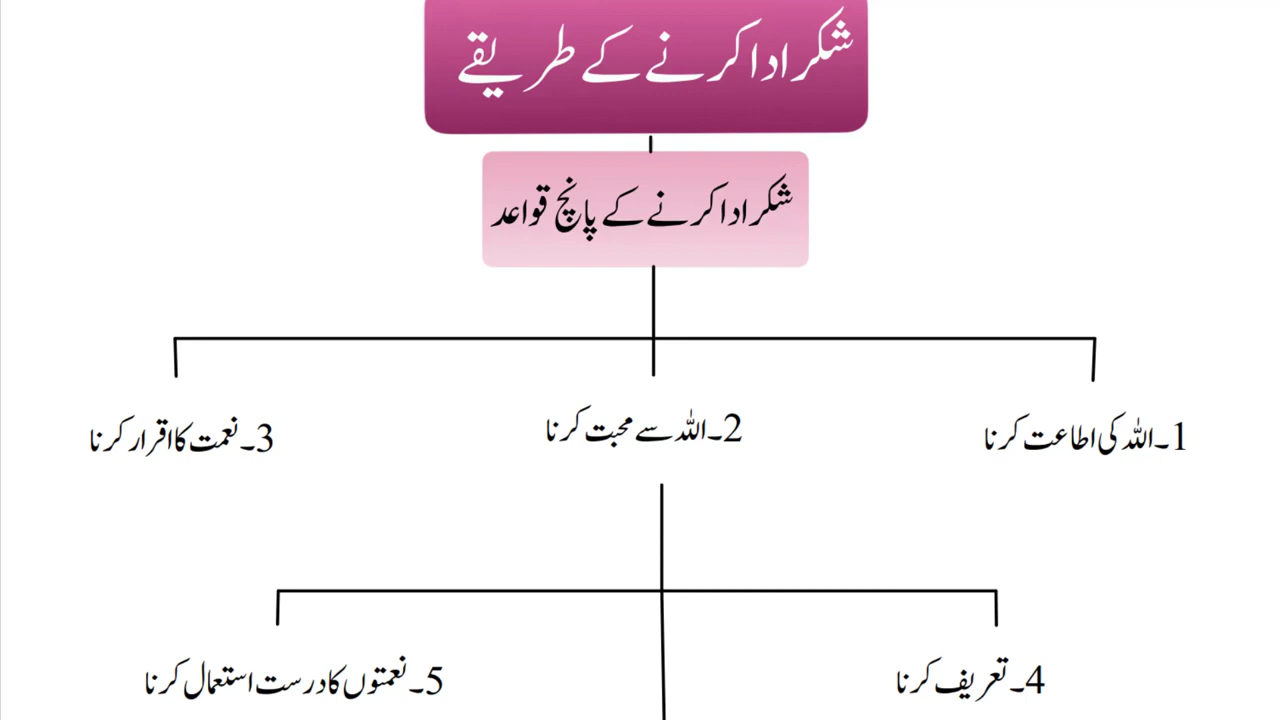 شکر ادا کرنے کے طریقے
شکر ادا کرنے کے پانچ قواعد
1۔اللہ کی اطاعت کرنا
2۔اللہ سے محبت کرنا
3۔نعمت کا اقرار کرنا
4۔تعریف کرنا
5۔نعمتوں کا درست استعمال کرنا